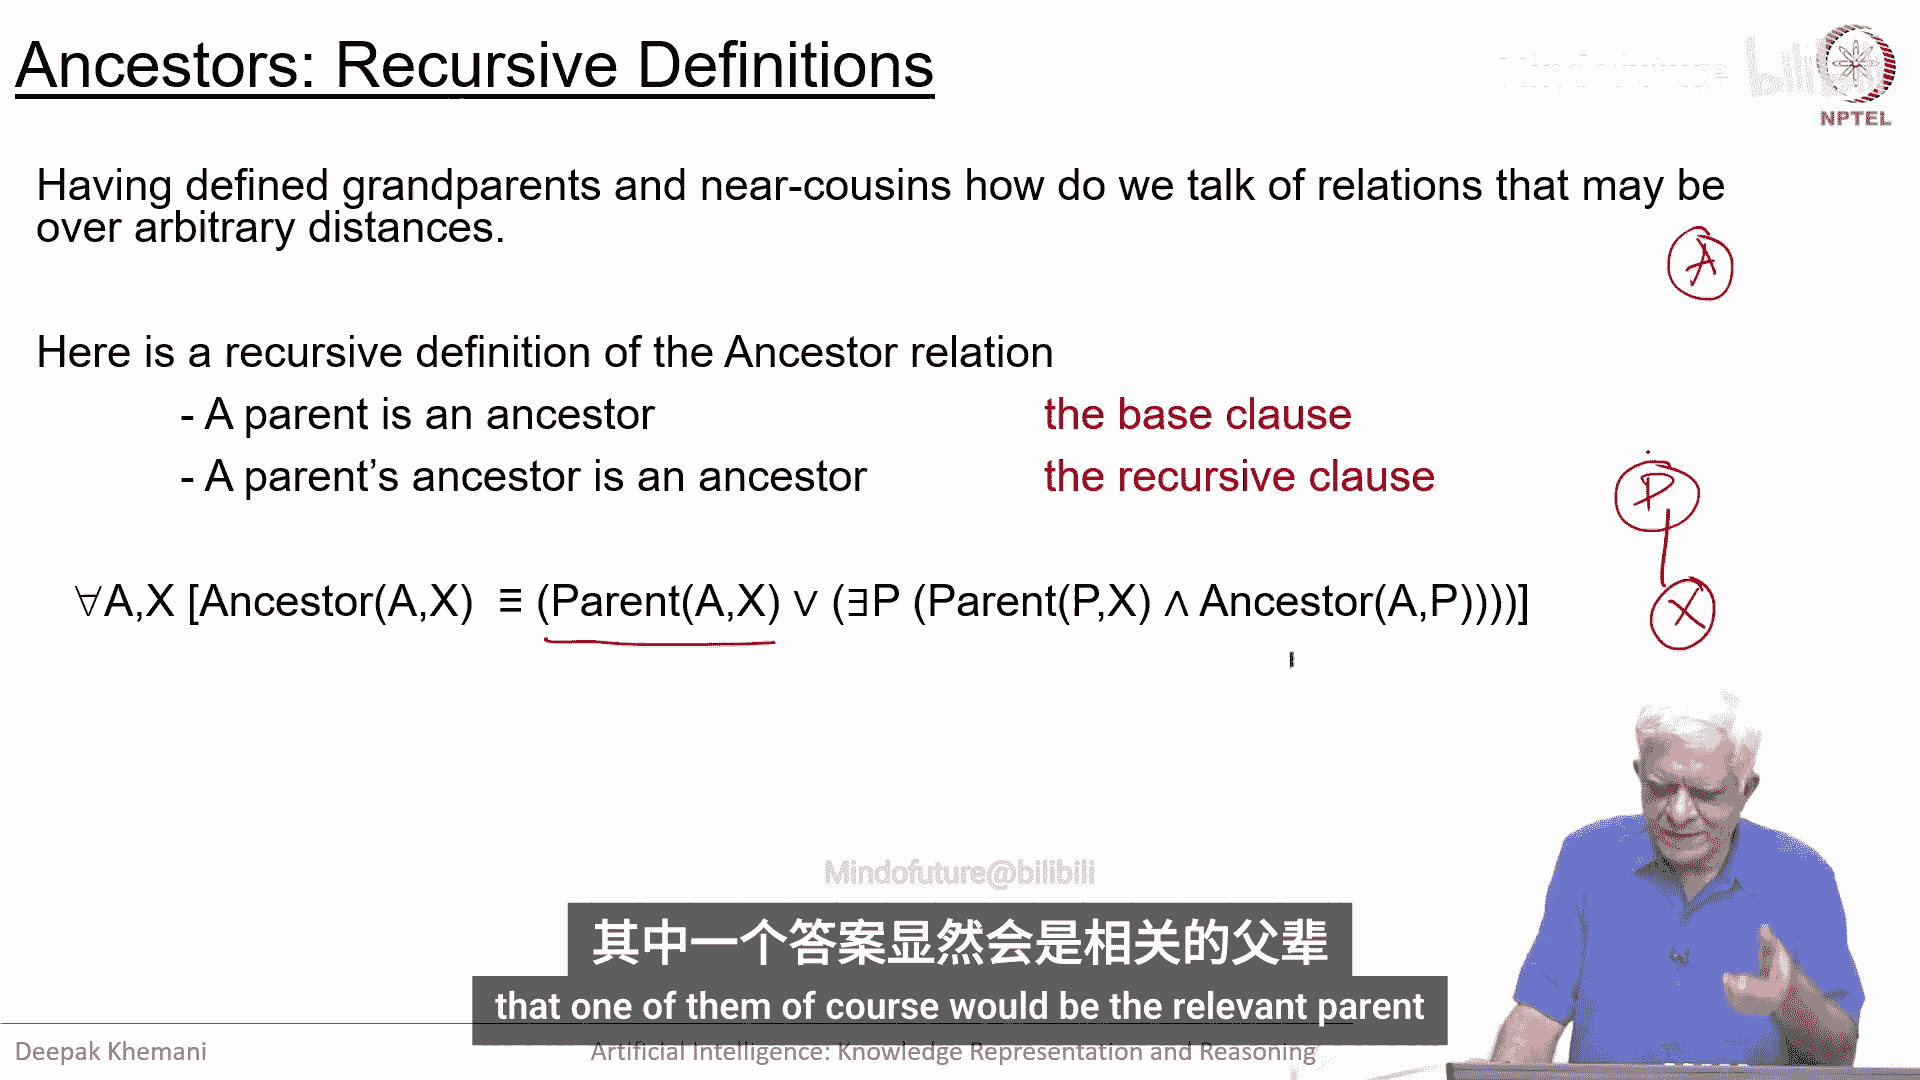 Ancestors: Recursive Definitions
NPTEL
Having defined grandparents and near-cousins how do we talk of relations that may be
over arbitrary distances.
A
Here is a recursive definition of the Ancestor relation
- A parent is an ancestor the base clause
- A parent’s ancestor is an ancestor the recursive clause
P
∀A,X [Ancestor(A,X) ≡ (Parent(A,X) ∨ (∃P (Parent(P,X) ∧ Ancestor(A,P))))]
X
Mindofuture@bilibili
其中一个答案显然会是相关的父辈
that one of them of course would be the relevant parent
Deepak Khemani Artificial Intelligence: Knowledge Representation and Reasoning